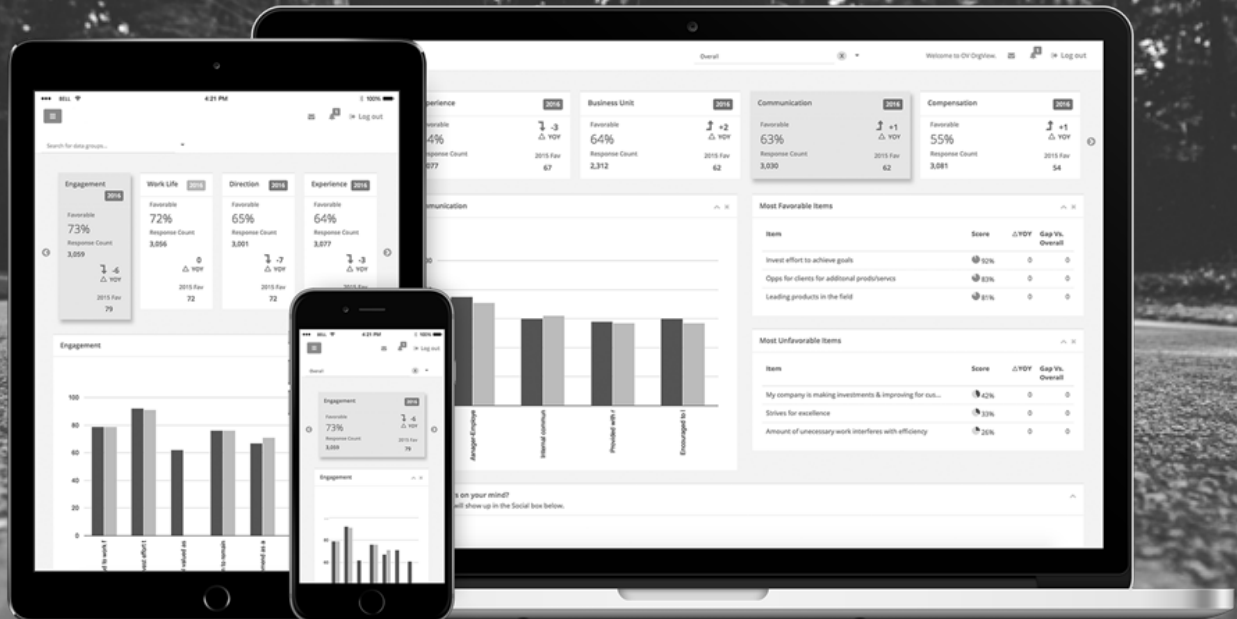 BELL
4:21 PM
100%
Log out
Search for data groups...
Engagement
2016
Favorable
73%
Response Count
3,059
-6
△ YOY
2015 Fav
79
Work Life 2016
Favorable
72%
Response Count
3,056
0
△ YOY
2015 Fav
72
Direction 2016
Favorable
65%
Response Count
3,001
-7
△ YOY
2015 Fav
72
Experience 2016
Favorable
64%
Response Count
3,077
-3
△ YOY
Engagement
100
80
60
40
20
0
BELL
4:21 PM
100%
Log out
Overall
Engagement
2016
Favorable
73%
Response Count
3,059
-6
△ YOY
2015 Fav
79
Engagement
80
60
Overall
Welcome to OV OrgView.
Log out
perience
2016
4%
Response Count
077
-3
△ YOY
2015 Fav
67
Business Unit
2016
Favorable
64%
Response Count
2,312
+2
△ YOY
2015 Fav
62
Communication
2016
Favorable
63%
Response Count
3,030
+1
△ YOY
2015 Fav
62
Compensation
2016
Favorable
55%
Response Count
3,081
+1
△ YOY
2015 Fav
54
munication
Manager-Employe
Internal commun
Provided with r
Encouraged to l
Most Favorable Items
Item Score △YOY Gap Vs. Overall
Invest effort to achieve goals 92% 0 0
Opps for clients for additonal prods/servcs 83% 0 0
Leading products in the field 81% 0 0
Most Unfavorable Items
Item Score △YOY Gap Vs. Overall
My company is making investments & improving for cus... 42% 0 0
Strives for excellence 33% 0 0
Amount of unecessary work interferes with efficiency 26% 0 0
s on your mind?
will show up in the Social box below.